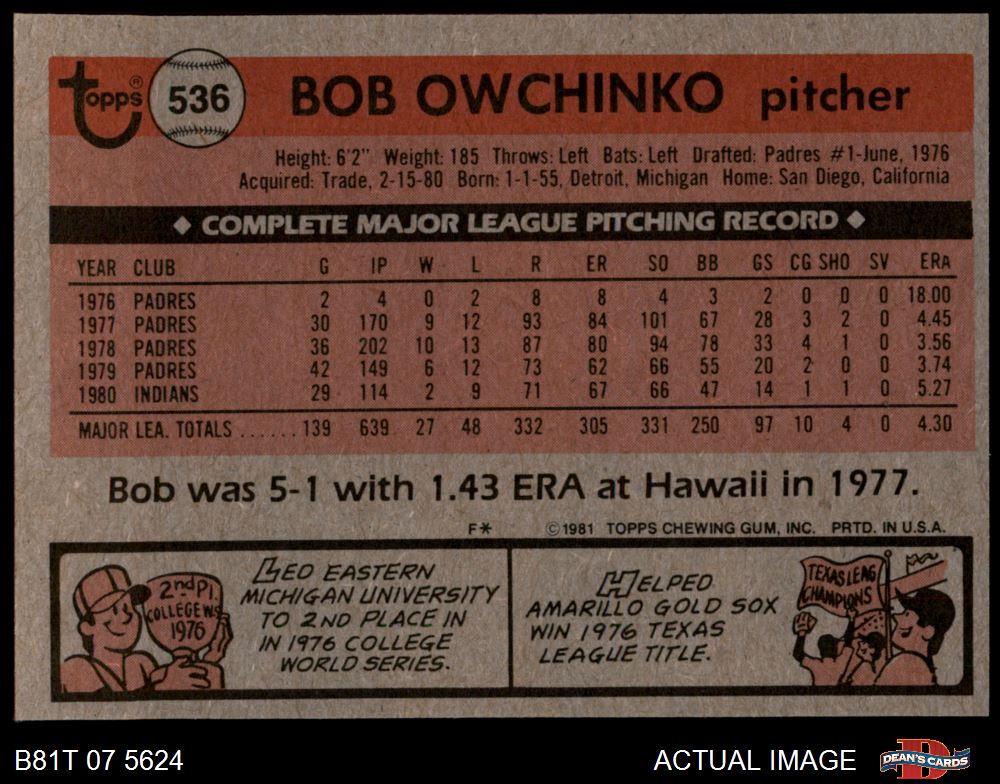 topps® 536 BOB OWCHINKO pitcher
Height: 6'2" Weight: 185 Throws: Left Bats: Left Drafted: Padres #1-June, 1976
Acquired: Trade, 2-15-80 Born: 1-1-55, Detroit, Michigan Home: San Diego, California
◆ COMPLETE MAJOR LEAGUE PITCHING RECORD ◆
YEAR CLUB G IP W L R ER SO BB GS CG SHO SV ERA
1976 PADRES 2 4 0 2 8 8 4 3 2 0 0 0 18.00
1977 PADRES 30 170 9 12 93 84 101 67 28 3 2 0 4.45
1978 PADRES 36 202 10 13 87 80 94 78 33 4 1 0 3.56
1979 PADRES 42 149 6 12 73 62 66 55 20 2 0 0 3.74
1980 INDIANS 29 114 2 9 71 67 66 47 14 1 1 0 5.27
MAJOR LEA. TOTALS ...... 139 639 27 48 332 305 331 250 97 10 4 0 4.30
Bob was 5-1 with 1.43 ERA at Hawaii in 1977.
F* ©1981 TOPPS CHEWING GUM, INC. PRTD. IN U.S.A.
2nd Pl.
COLLEGE W.S.
1976
LED EASTERN
MICHIGAN UNIVERSITY
TO 2ND PLACE IN
IN 1976 COLLEGE
WORLD SERIES.
HELPED
AMARILLO GOLD SOX
WIN 1976 TEXAS
LEAGUE TITLE.
TEXAS LEAG
CHAMPIONS
B81T 07 5624 ACTUAL IMAGE DEAN'S CARDS